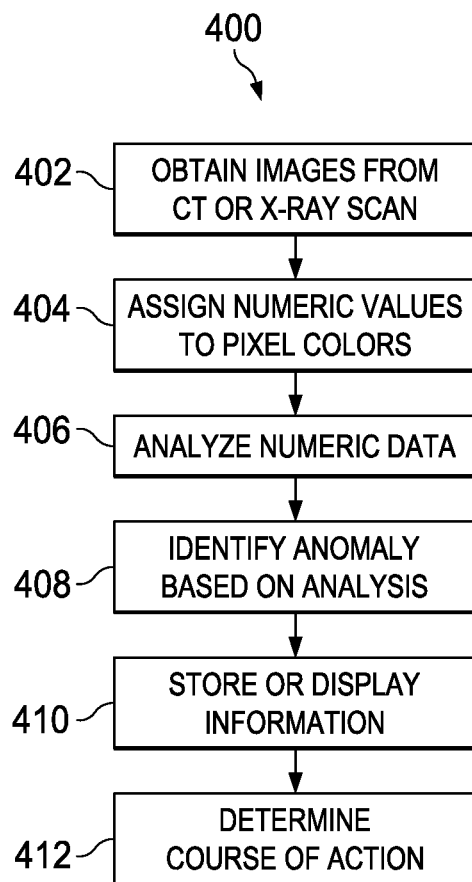 400
402
OBTAIN IMAGES FROM
CT OR X-RAY SCAN
404
ASSIGN NUMERIC VALUES
TO PIXEL COLORS
406
ANALYZE NUMERIC DATA
408
IDENTIFY ANOMALY
BASED ON ANALYSIS
410
STORE OR DISPLAY
INFORMATION
412
DETERMINE
COURSE OF ACTION